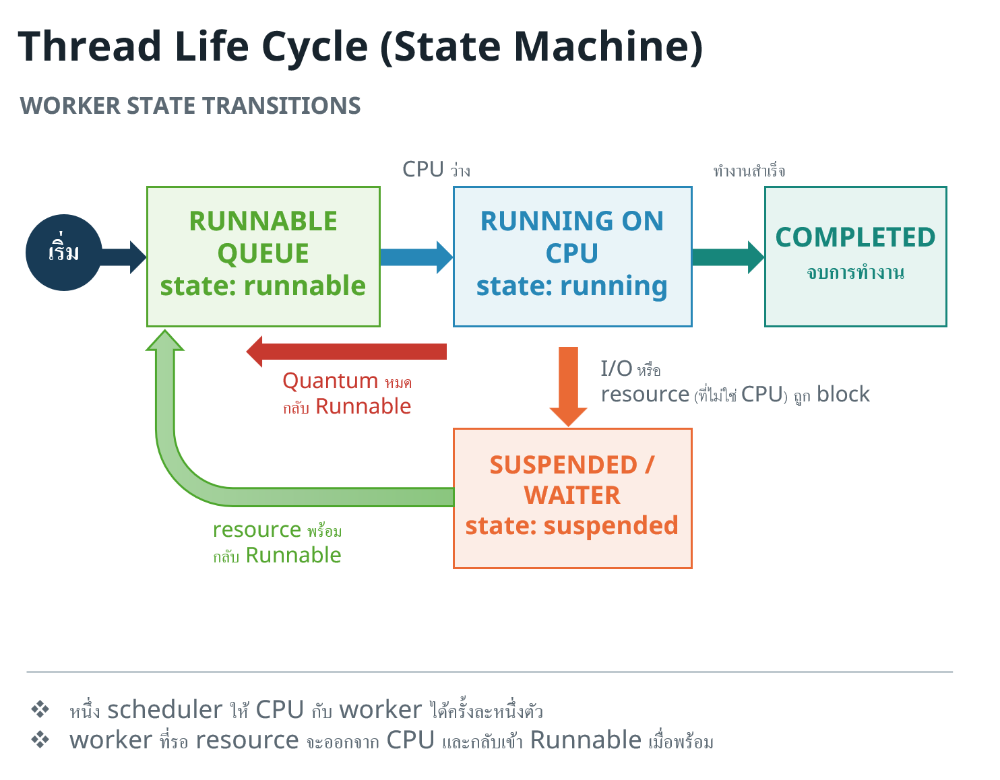 Thread Life Cycle (State Machine)
WORKER STATE TRANSITIONS
CPU ว่าง
ทำงานสำเร็จ
เริ่ม
RUNNABLE
QUEUE
state: runnable
RUNNING ON
CPU
state: running
COMPLETED
จบการทำงาน
Quantum หมด
กลับ Runnable
I/O หรือ
resource (ที่ไม่ใช่ CPU) ถูก block
SUSPENDED /
WAITER
state: suspended
resource พร้อม
กลับ Runnable
❖ หนึ่ง scheduler ให้ CPU กับ worker ได้ครั้งละหนึ่งตัว
❖ worker ที่รอ resource จะออกจาก CPU และกลับเข้า Runnable เมื่อพร้อม